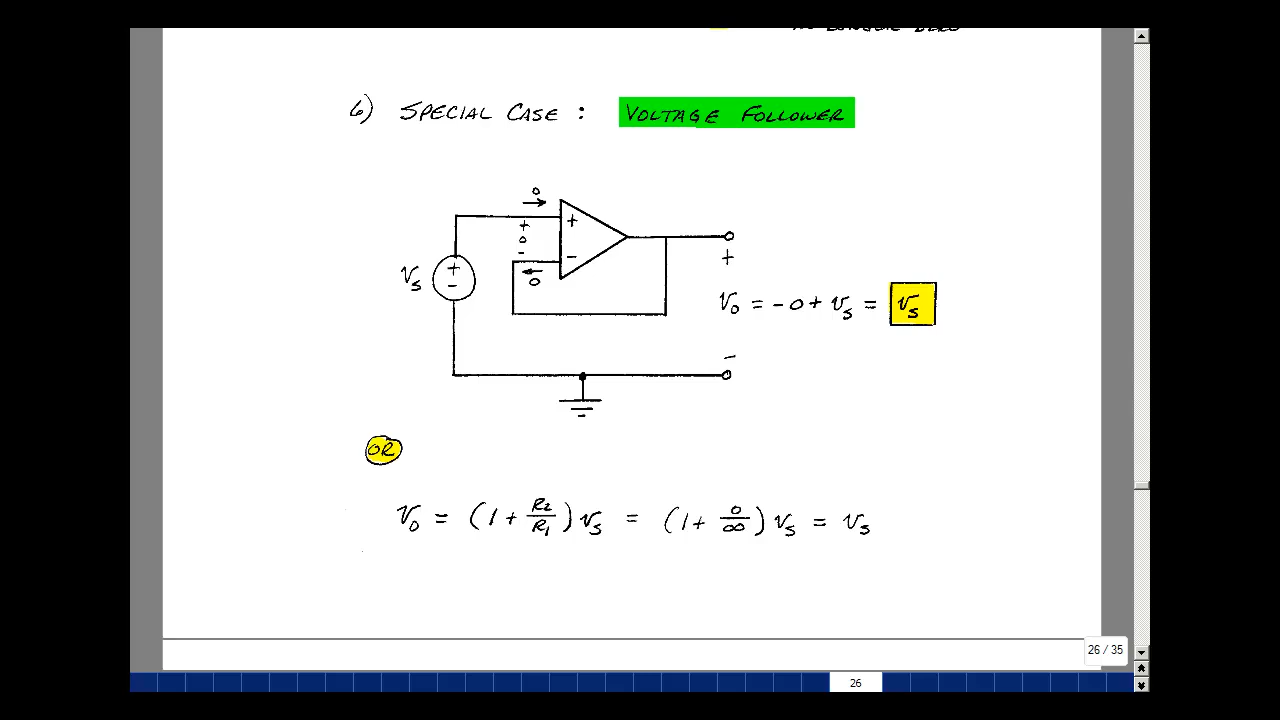 6) SPECIAL CASE : VOLTAGE FOLLOWER
0
+
+
0
-
-
0
Vs
+
-
+
Vo = -0 + Vs = Vs
-
OR
Vo = (1 + R2/R1) Vs = (1 + 0/∞) Vs = Vs
26 / 35
26